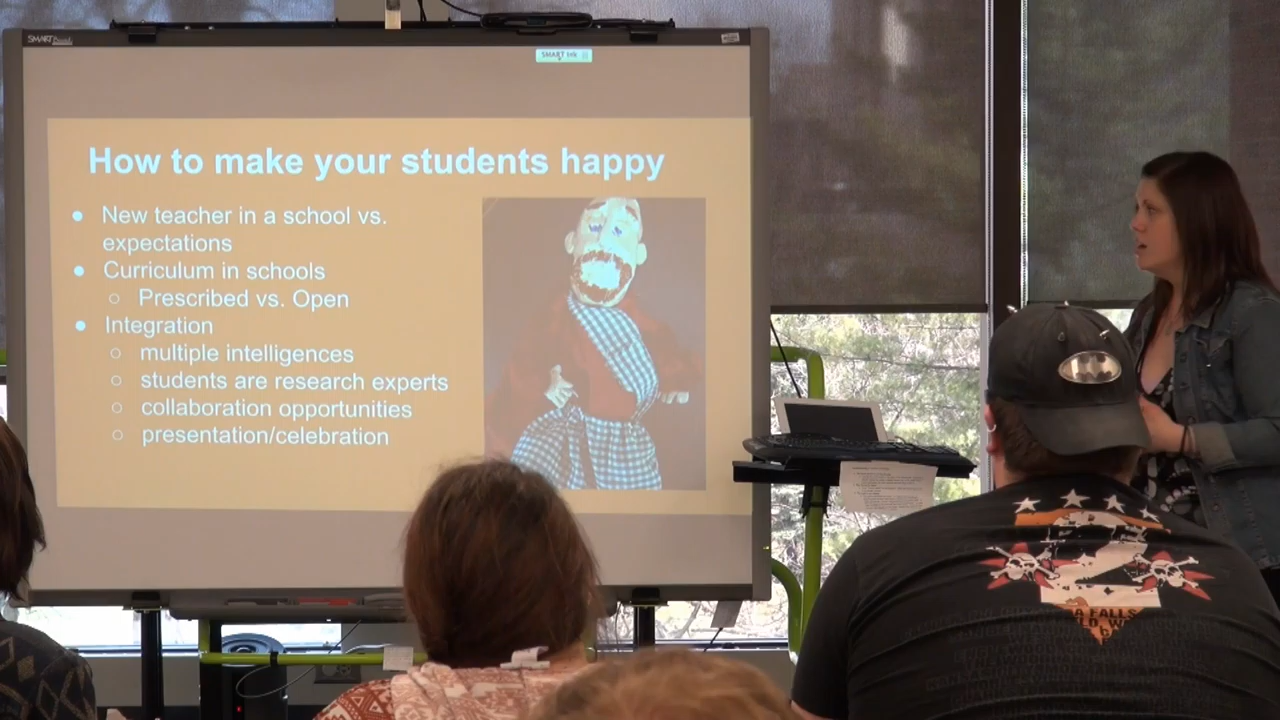 SMART Board
SMART Ink
How to make your students happy
● New teacher in a school vs.
expectations
● Curriculum in schools
○ Prescribed vs. Open
● Integration
○ multiple intelligences
○ students are research experts
○ collaboration opportunities
○ presentation/celebration
A FALLS